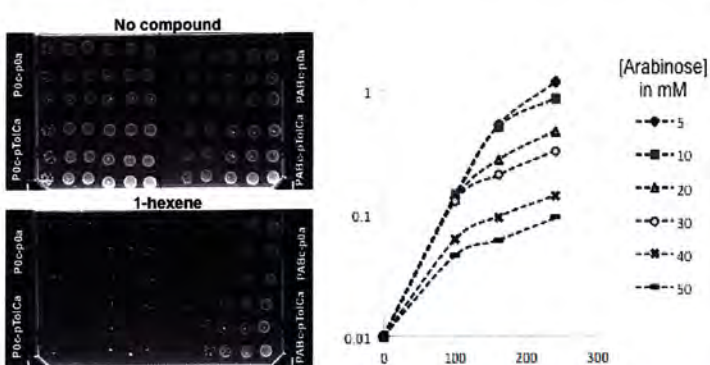 No compound
P0c-p0a
PABc-p0a
P0c-pTolCa
PABc-pTolCa
1-hexene
P0c-p0a
PABc-p0a
P0c-pTolCa
PABc-pTolCa
1
0.1
0.01
0
100
200
300
[Arabinose]
in mM
5
10
20
30
40
50